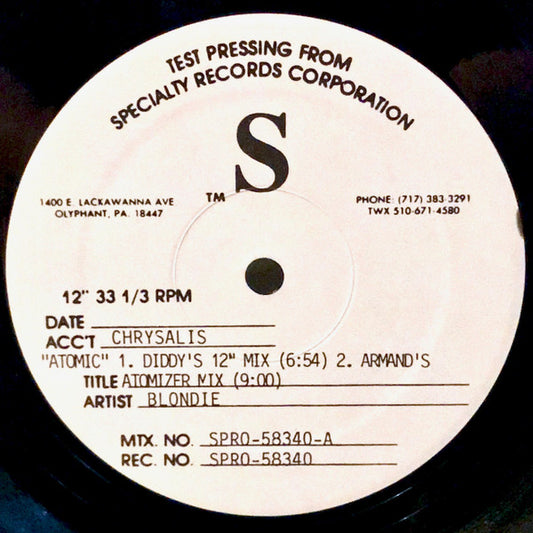 TEST PRESSING FROM
SPECIALTY RECORDS CORPORATION
S
TM
1400 E. LACKAWANNA AVE
OLYPHANT, PA. 18447
PHONE: (717) 383-3291
TWX 510-671-4580
12" 33 1/3 RPM
DATE
ACC'T CHRYSALIS
"ATOMIC" 1. DIDDY'S 12" MIX (6:54) 2. ARMAND'S
TITLE ATOMIZER MIX (9:00)
ARTIST BLONDIE
MTX. NO. SPRO-58340-A
REC. NO. SPRO-58340